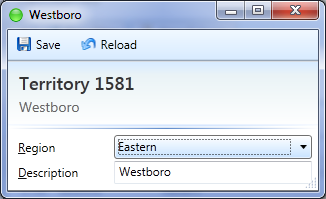 Westboro
Save Reload
Territory 1581
Westboro
Region Eastern
Description Westboro